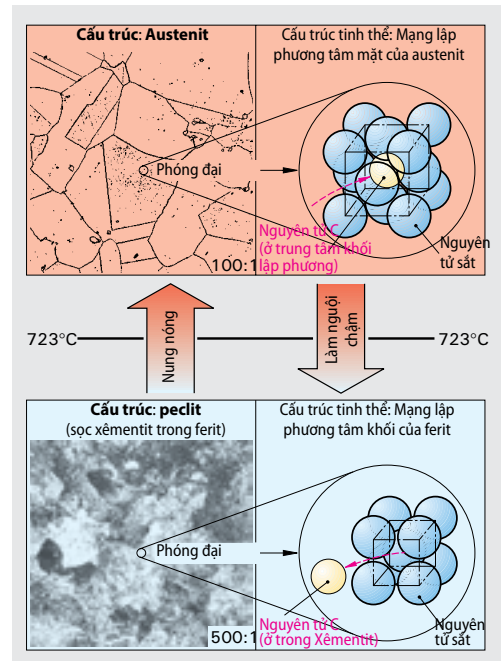 Cấu trúc: Austenit
Cấu trúc tinh thể: Mạng lập
phương tâm mặt của austenit
Phóng đại
Nguyên tử C
(ở trung tâm khối
lập phương)
Nguyên
tử sắt
100:1
723°C
Nung nóng
Làm nguội
chậm
723°C
Cấu trúc: peclit
(sọc xêmentit trong ferit)
Cấu trúc tinh thể: Mạng lập
phương tâm khối của ferit
Phóng đại
500:1
Nguyên tử C
(ở trong Xêmentit)
Nguyên
tử sắt